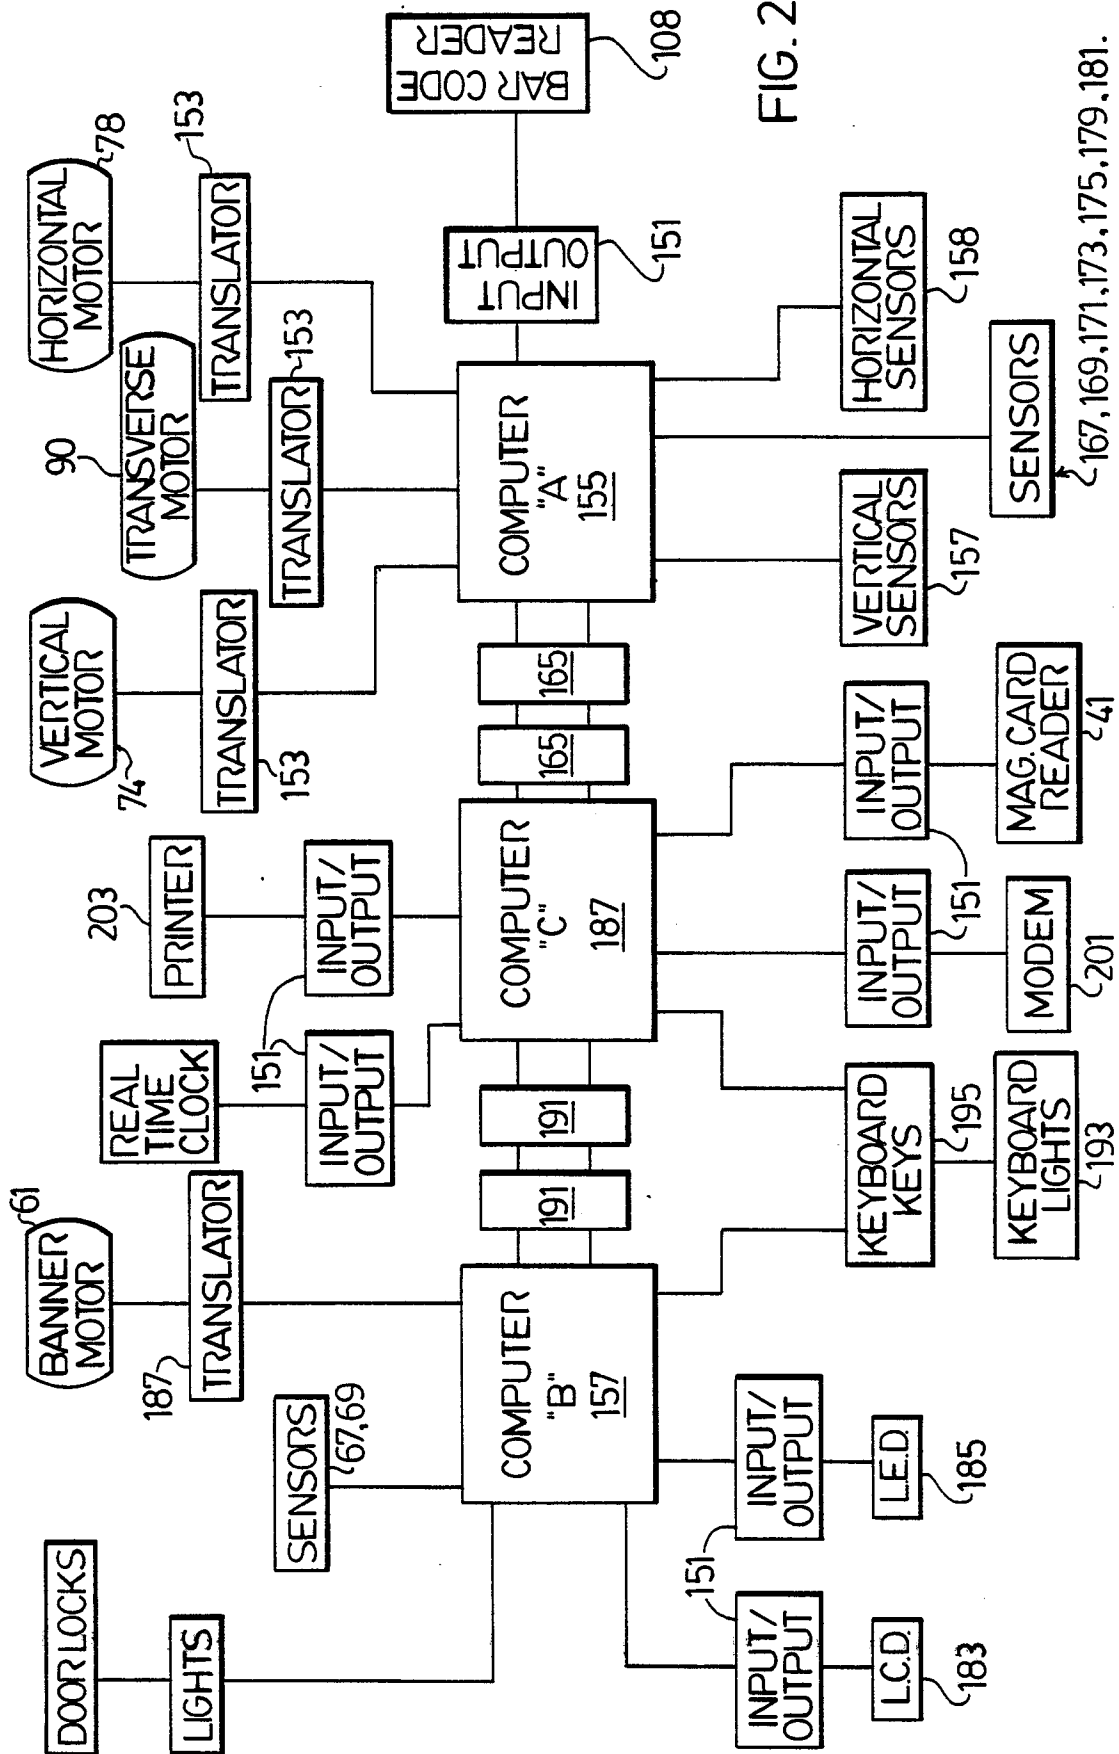 DOOR LOCKS
LIGHTS
SENSORS
67,69
BANNER
MOTOR
61
TRANSLATOR
187
REAL
TIME
CLOCK
INPUT/
OUTPUT
151
PRINTER
203
INPUT/
OUTPUT
VERTICAL
MOTOR
74
TRANSLATOR
153
TRANSVERSE
MOTOR
90
TRANSLATOR
153
HORIZONTAL
MOTOR
78
TRANSLATOR
153
COMPUTER
"B"
157
191
191
COMPUTER
"C"
187
165
165
COMPUTER
"A"
155
INPUT
OUTPUT
151
BAR CODE
READER
108
INPUT/
OUTPUT
151
L.C.D.
183
INPUT/
OUTPUT
L.E.D.
185
KEYBOARD
KEYS
195
KEYBOARD
LIGHTS
193
INPUT/
OUTPUT
151
MODEM
201
INPUT/
OUTPUT
MAG. CARD
READER
41
VERTICAL
SENSORS
157
SENSORS
167,169,171,173,175,179,181.
HORIZONTAL
SENSORS
158
FIG. 2